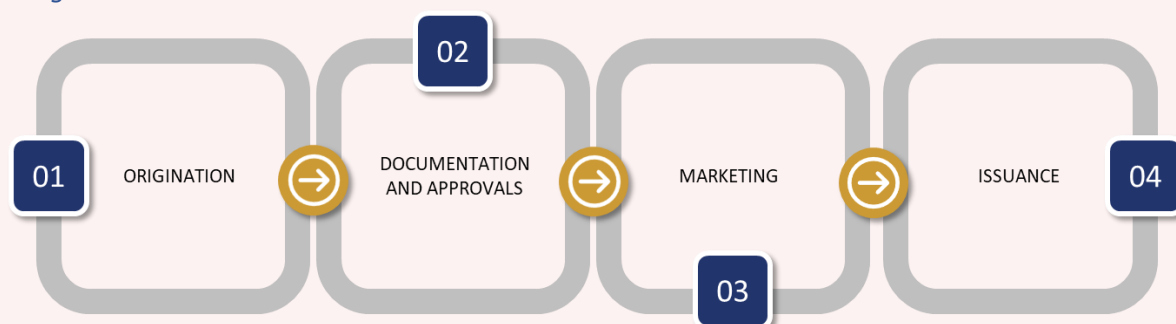 01
ORIGINATION
02
DOCUMENTATION
AND APPROVALS
MARKETING
03
ISSUANCE
04